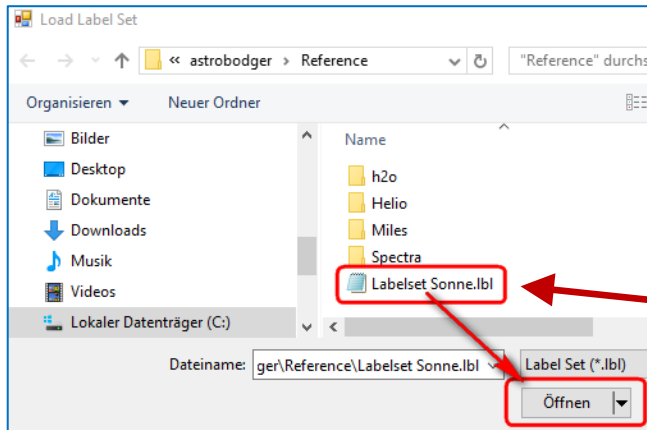 Load Label Set
« astrobodger › Reference
"Reference" durchs
Organisieren
Neuer Ordner
Bilder
Desktop
Dokumente
Downloads
Musik
Videos
Lokaler Datenträger (C:)
Name
h2o
Helio
Miles
Spectra
Labelset Sonne.lbl
Dateiname: ger\Reference\Labelset Sonne.lbl
Label Set (*.lbl)
Öffnen